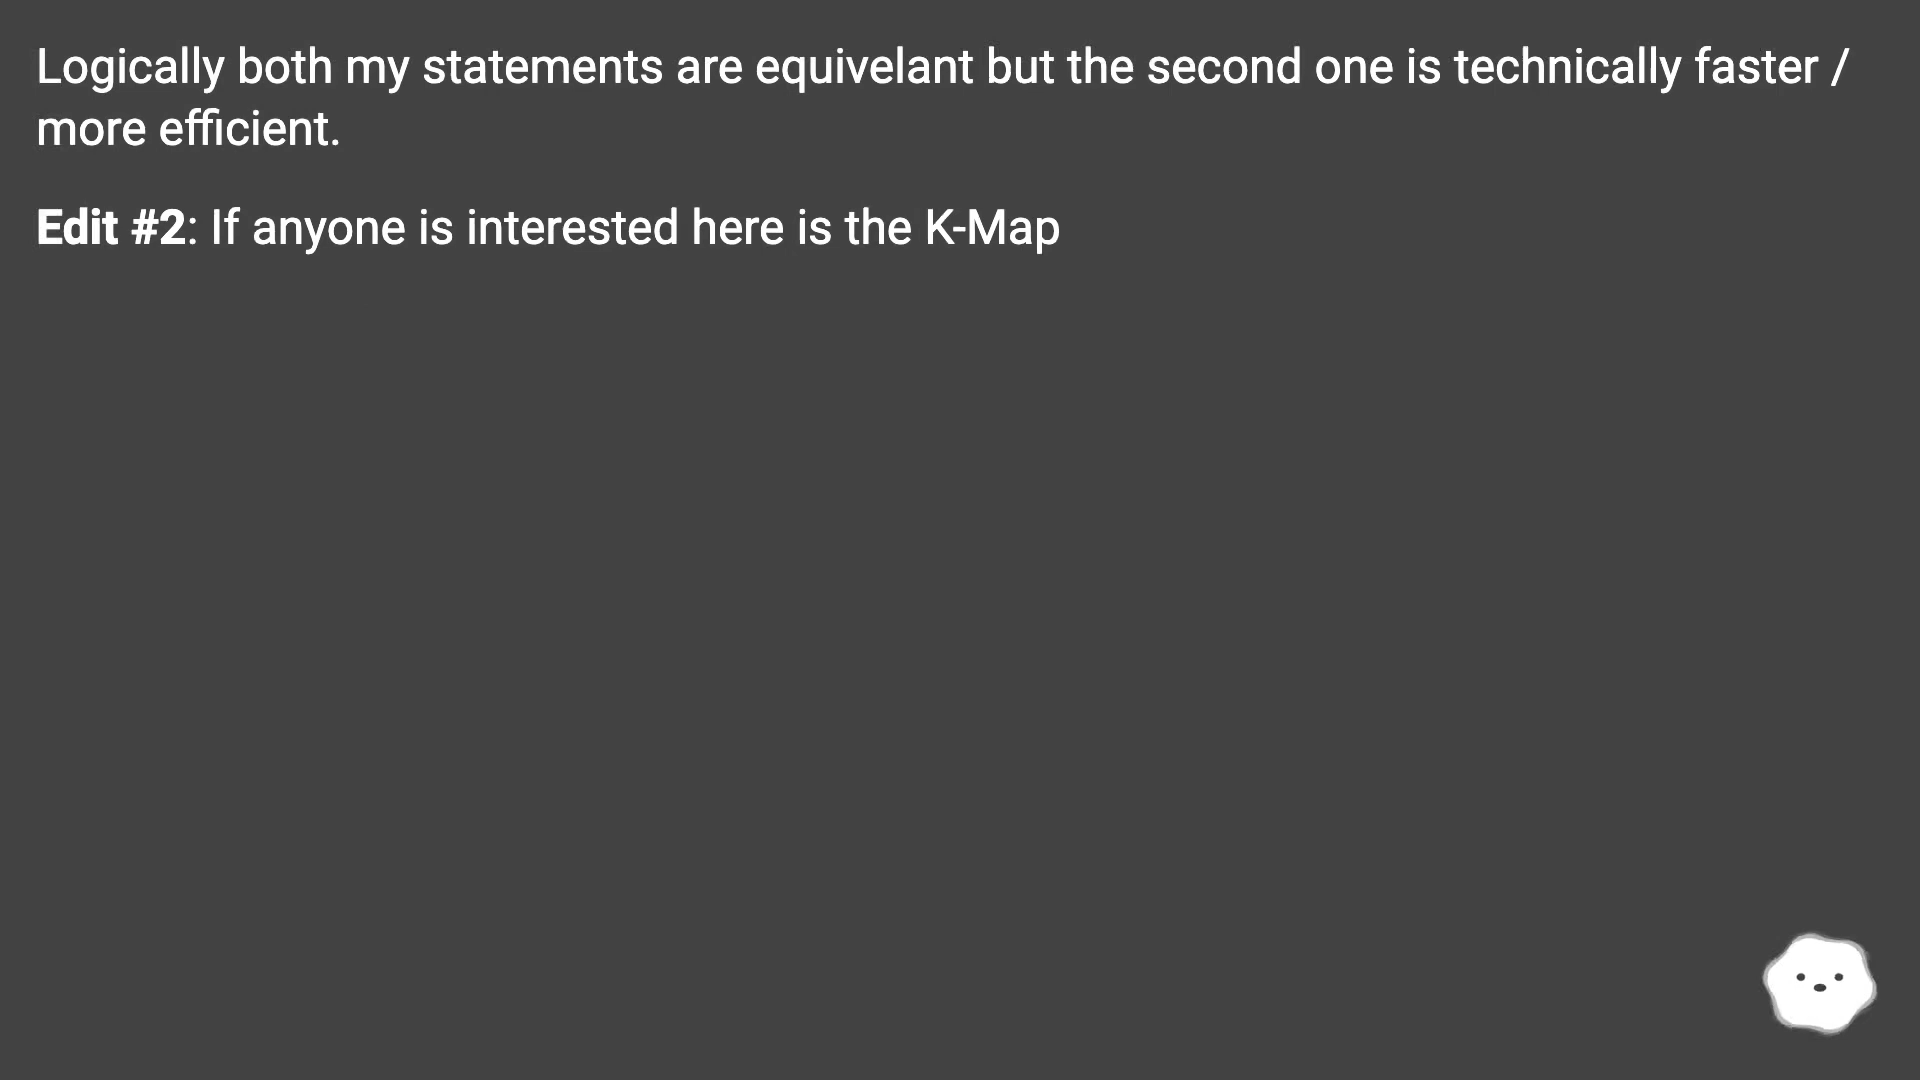 Logically both my statements are equivelant but the second one is technically faster /
more efficient.
Edit #2: If anyone is interested here is the K-Map